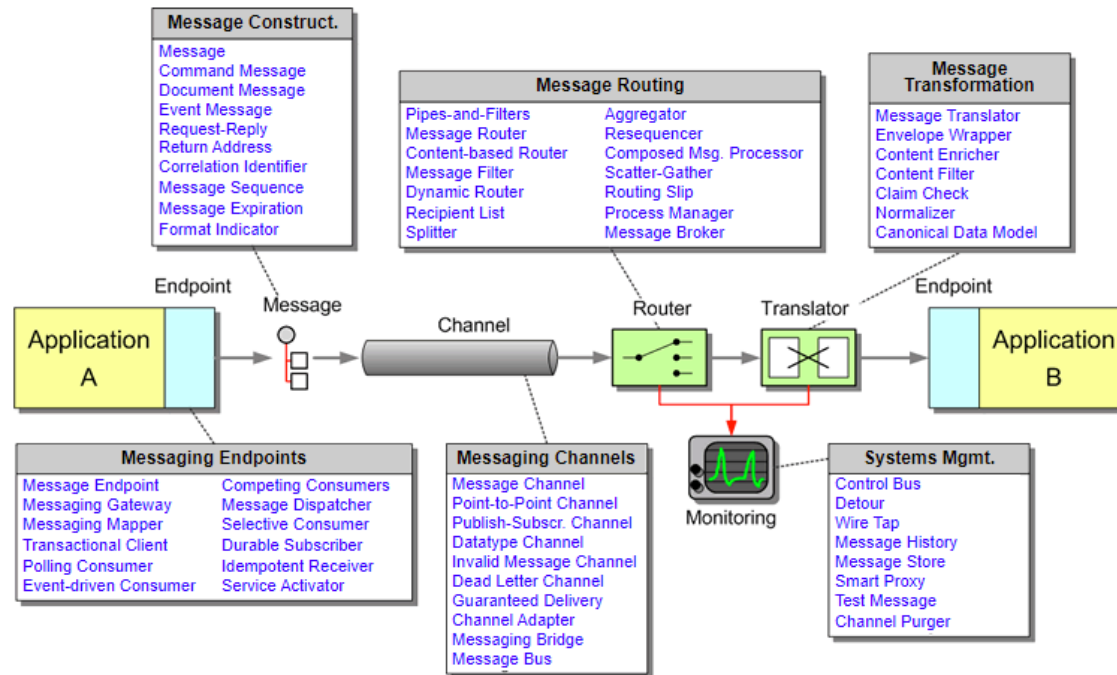 Message Construct.
Message
Command Message
Document Message
Event Message
Request-Reply
Return Address
Correlation Identifier
Message Sequence
Message Expiration
Format Indicator
Message Routing
Pipes-and-Filters
Message Router
Content-based Router
Message Filter
Dynamic Router
Recipient List
Splitter
Aggregator
Resequencer
Composed Msg. Processor
Scatter-Gather
Routing Slip
Process Manager
Message Broker
Message
Transformation
Message Translator
Envelope Wrapper
Content Enricher
Content Filter
Claim Check
Normalizer
Canonical Data Model
Endpoint
Application
A
Message
Channel
Router
Translator
Endpoint
Application
B
Monitoring
Messaging Endpoints
Message Endpoint
Messaging Gateway
Messaging Mapper
Transactional Client
Polling Consumer
Event-driven Consumer
Competing Consumers
Message Dispatcher
Selective Consumer
Durable Subscriber
Idempotent Receiver
Service Activator
Messaging Channels
Message Channel
Point-to-Point Channel
Publish-Subscr. Channel
Datatype Channel
Invalid Message Channel
Dead Letter Channel
Guaranteed Delivery
Channel Adapter
Messaging Bridge
Message Bus
Systems Mgmt.
Control Bus
Detour
Wire Tap
Message History
Message Store
Smart Proxy
Test Message
Channel Purger